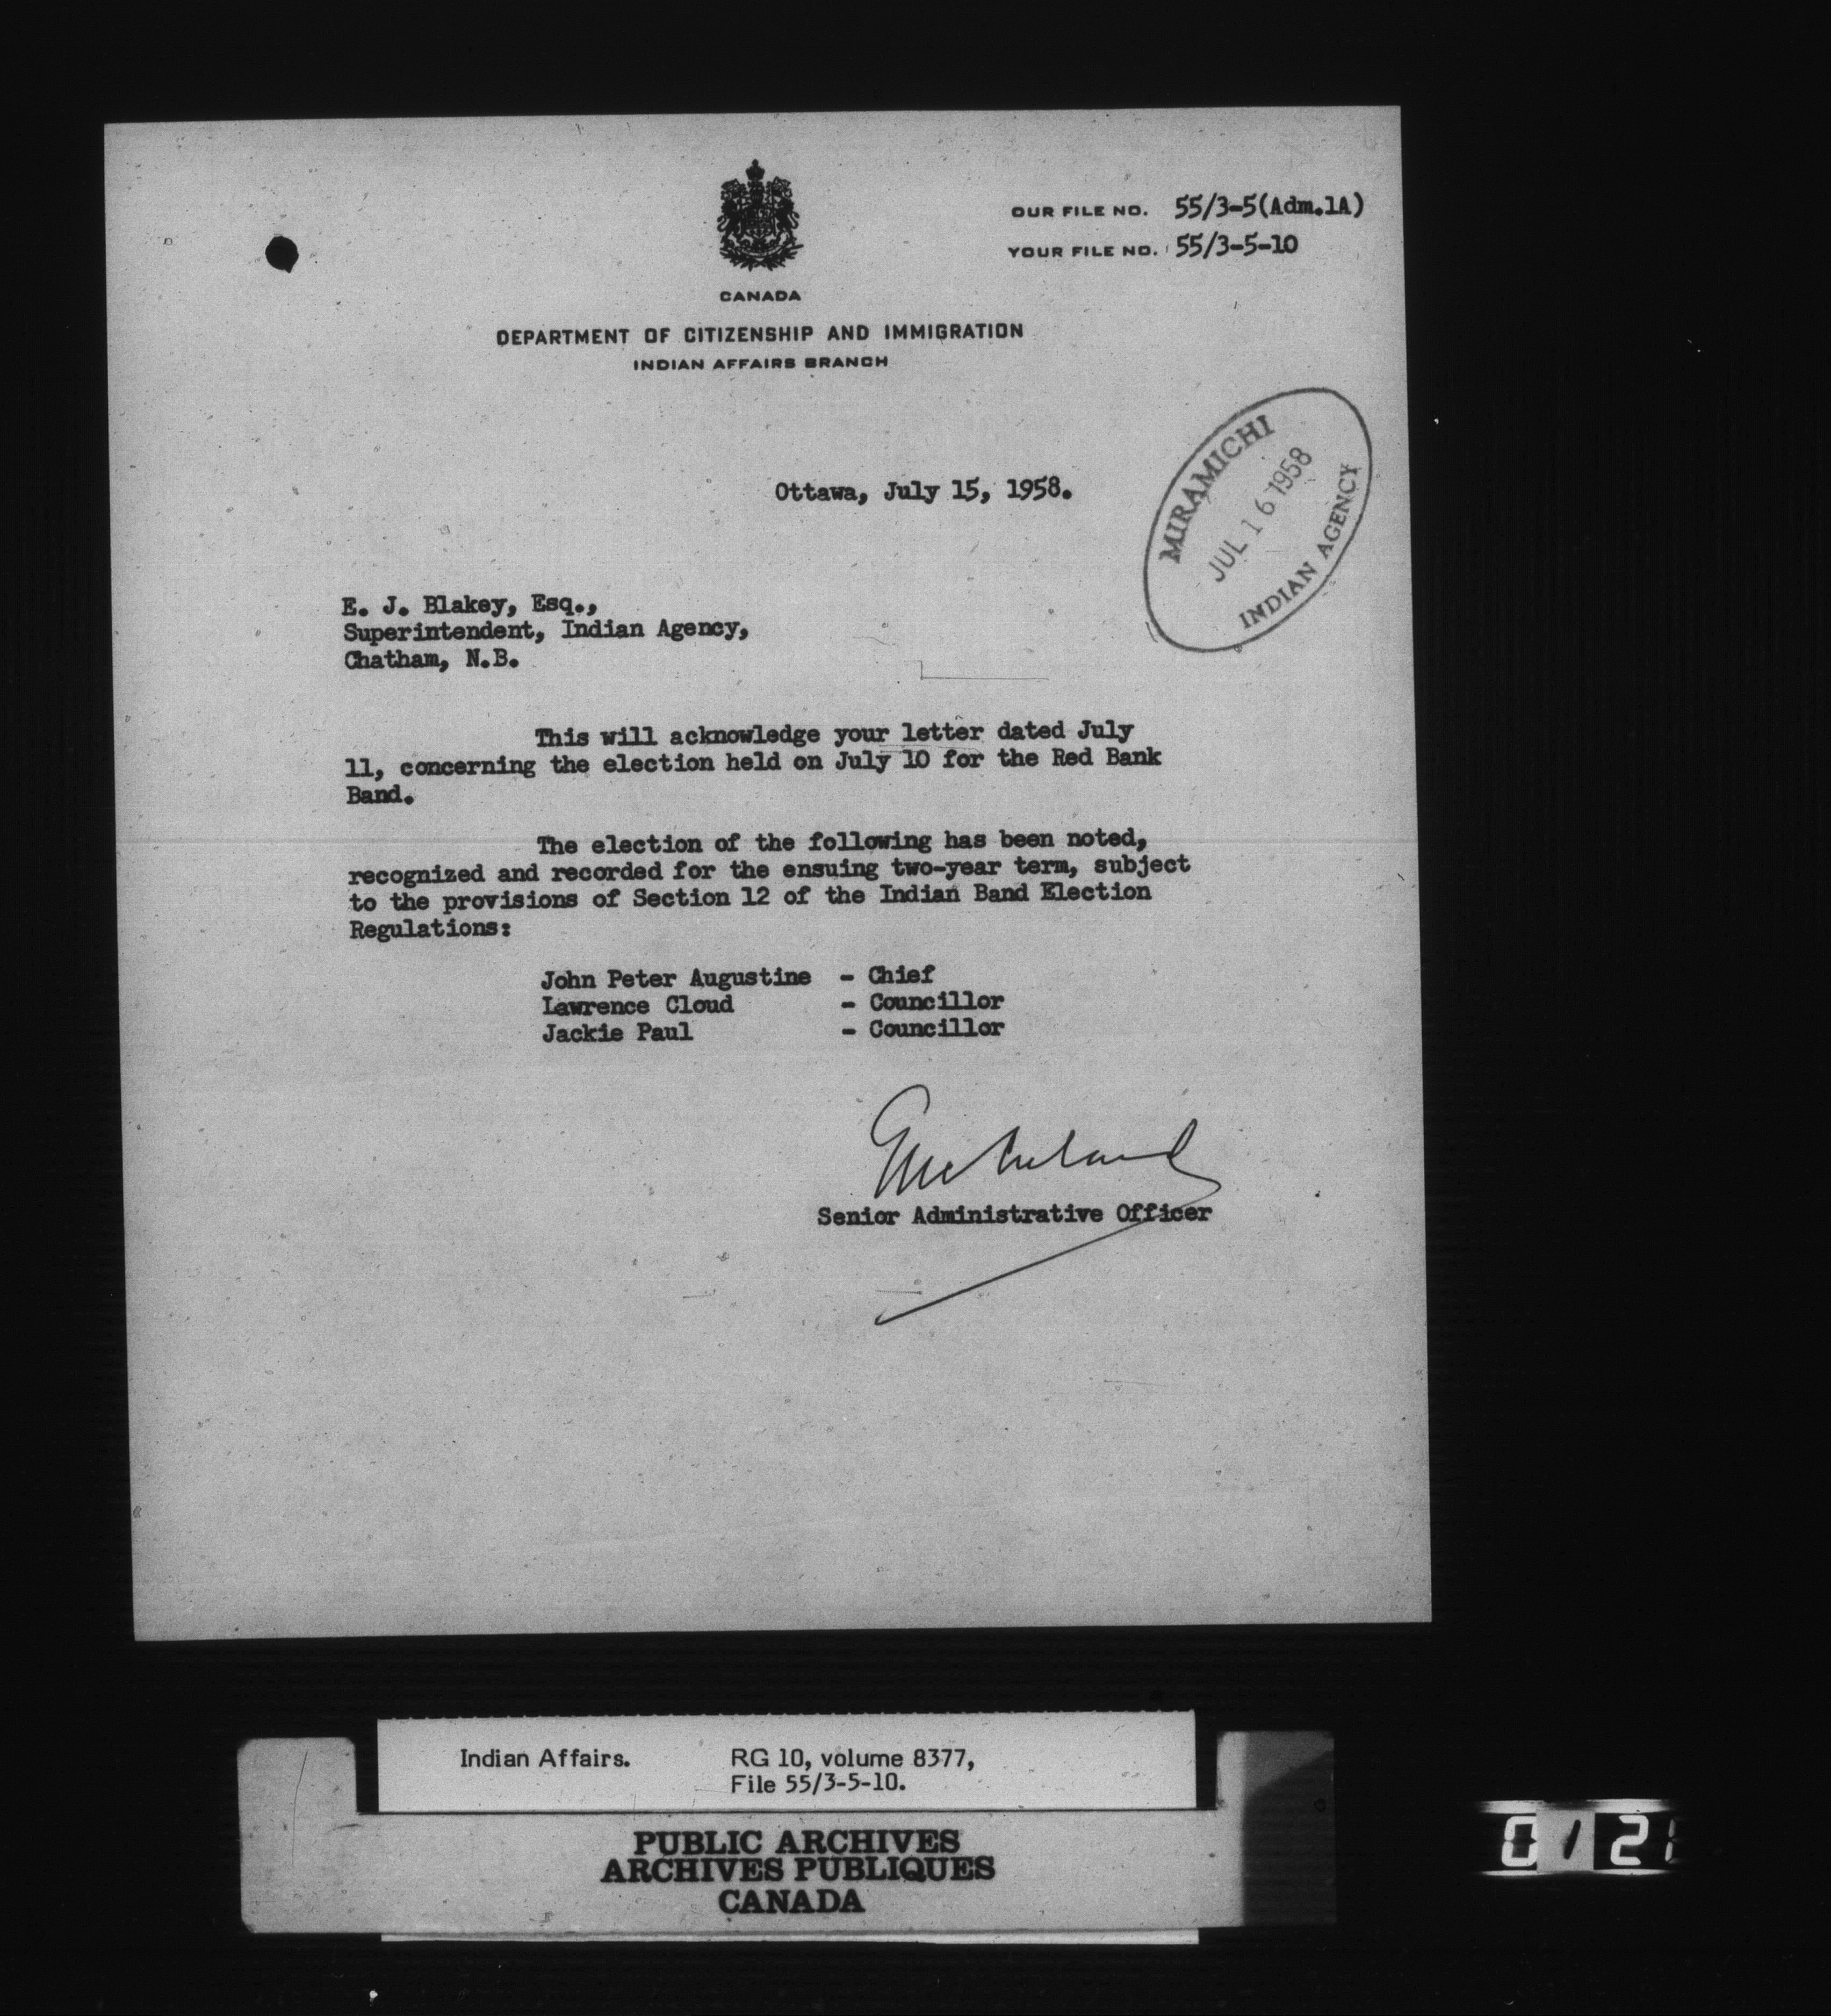 OUR FILE NO. 55/3-5(Adm.1A)
YOUR FILE NO. 55/3-5-10
CANADA
DEPARTMENT OF CITIZENSHIP AND IMMIGRATION
INDIAN AFFAIRS BRANCH
MIRAMICHI
JUL 16 1958
INDIAN AGENCY
Ottawa, July 15, 1958.
E. J. Blakey, Esq.,
Superintendent, Indian Agency,
Chatham, N.B.
This will acknowledge your letter dated July
11, concerning the election held on July 10 for the Red Bank
Band.
The election of the following has been noted,
recognized and recorded for the ensuing two-year term, subject
to the provisions of Section 12 of the Indian Band Election
Regulations:
John Peter Augustine - Chief
Lawrence Cloud - Councillor
Jackie Paul - Councillor
Senior Administrative Officer
Indian Affairs. RG 10, volume 8377,
File 55/3-5-10.
PUBLIC ARCHIVES
ARCHIVES PUBLIQUES
CANADA